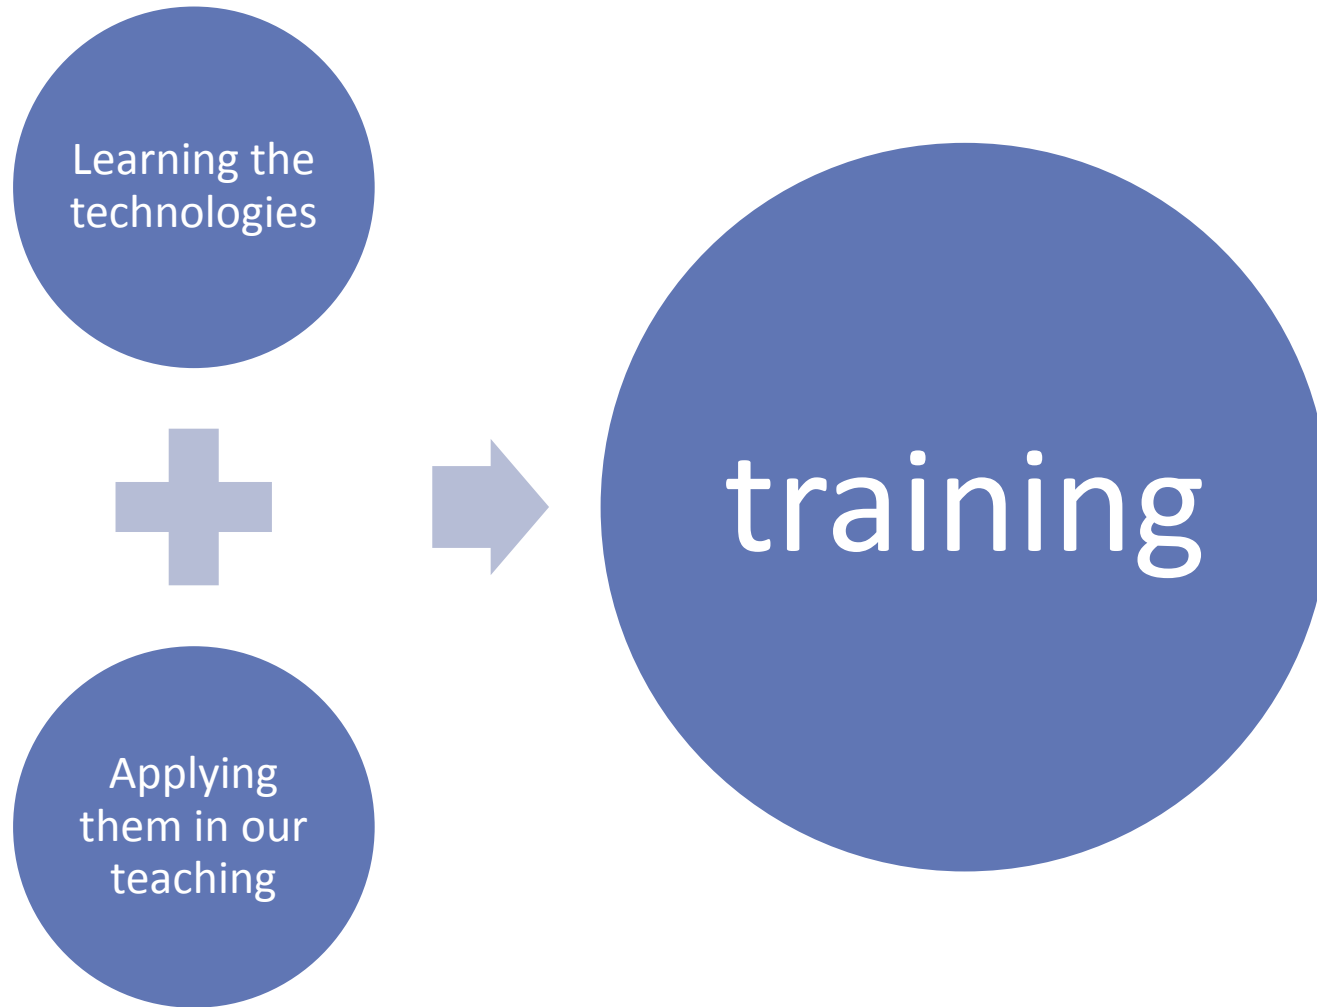 Learning the
technologies
Applying
them in our
teaching
training